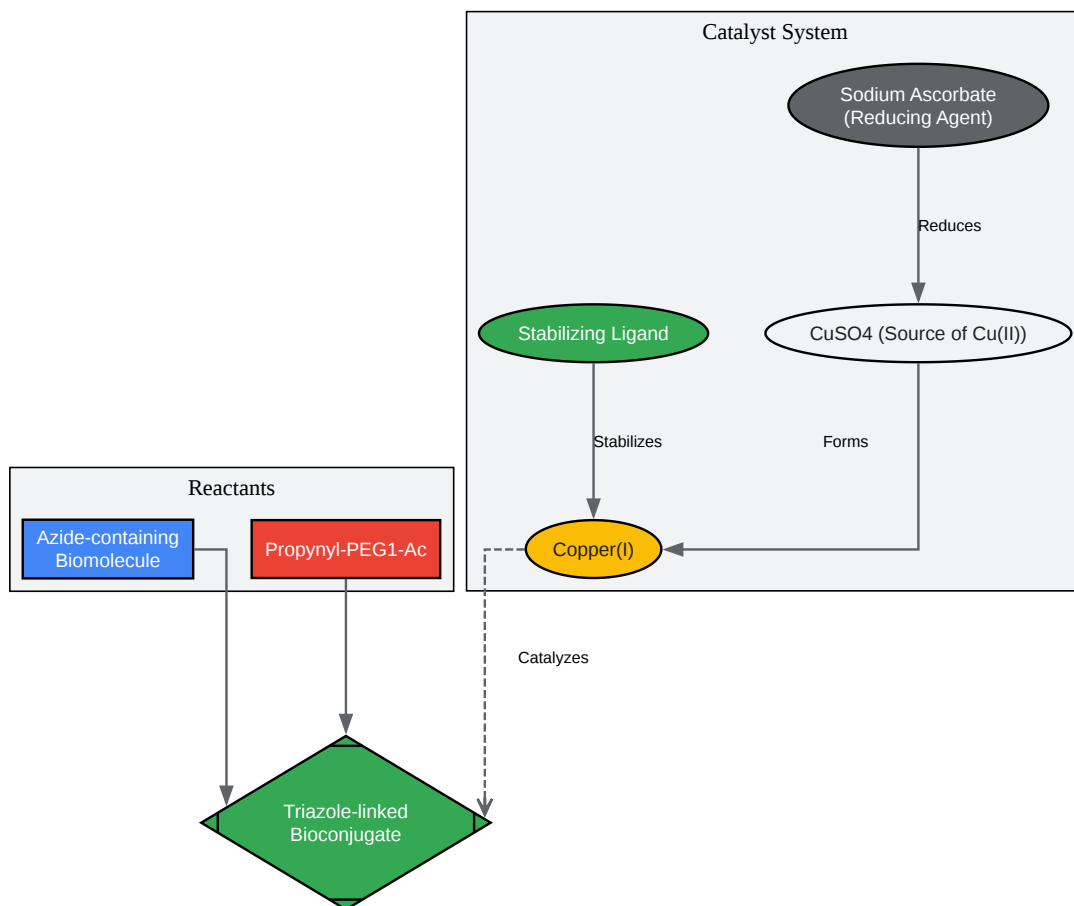 Catalyst System
Sodium Ascorbate
(Reducing Agent)
Reduces
Stabilizing Ligand
CuSO4 (Source of Cu(II))
Stabilizes
Forms
Reactants
Azide-containing
Biomolecule
Propynyl-PEG1-Ac
Copper(I)
Catalyzes
Triazole-linked
Bioconjugate